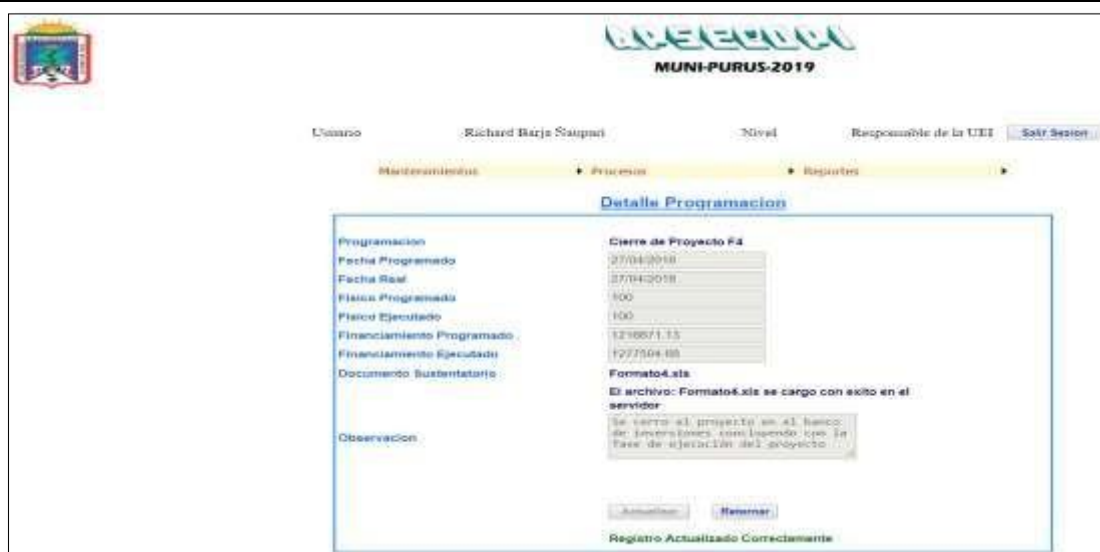 MUNI-PURUS-2019
Usuario Richard Barja Ñaupari Nivel Responsable de la UEI Salir Sesion
Mantenimientos Procesos Reportes
Detalle Programacion
Programacion Cierre de Proyecto F4
Fecha Programado 27/04/2018
Fecha Real 27/04/2018
Fisico Programado 100
Fisico Ejecutado 100
Financiamiento Programado
Financiamiento Ejecutado
Documento Sustentatorio Formato4.xls
El archivo: Formato4.xls se cargo con exito en el
servidor
Observacion
Se cerro el proyecto en el banco
de inversiones concluyendo con la
fase de ejecación del proyecto
Actualizar Retornar
Registro Actualizado Correctamente